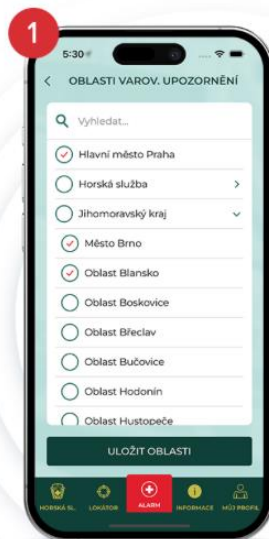 1
5:30
OBLASTI VAROV. UPOZORNĚNÍ
Vyhledat...
Hlavní město Praha
Horská služba
Jihomoravský kraj
Město Brno
Oblast Blansko
Oblast Boskovice
Oblast Břeclav
Oblast Bučovice
Oblast Hodonín
Oblast Hustopeče
ULOŽIT OBLASTI
HORSKÁ SL. LOKÁTOR ALARM INFORMACE MŮJ PROFIL